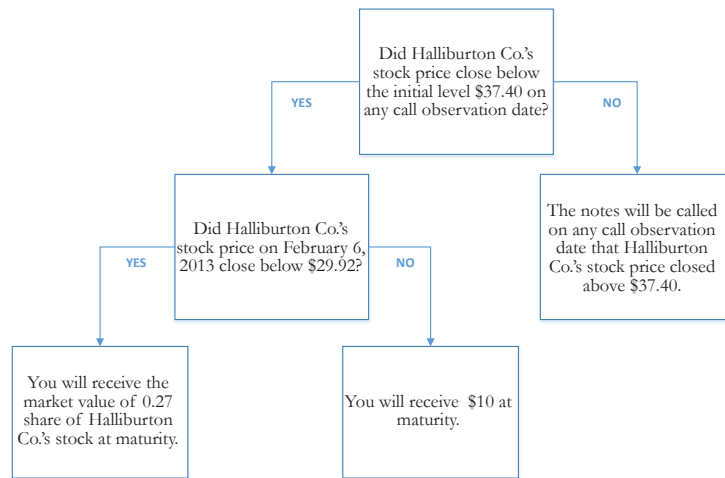 Did Halliburton Co.'s
stock price close below
the initial level $37.40 on
any call observation date?
YES
NO
Did Halliburton Co.'s
stock price on February 6,
2013 close below $29.92?
The notes will be called
on any call observation
date that Halliburton
Co.'s stock price closed
above $37.40.
YES
NO
You will receive the
market value of 0.27
share of Halliburton
Co.'s stock at maturity.
You will receive $10 at
maturity.